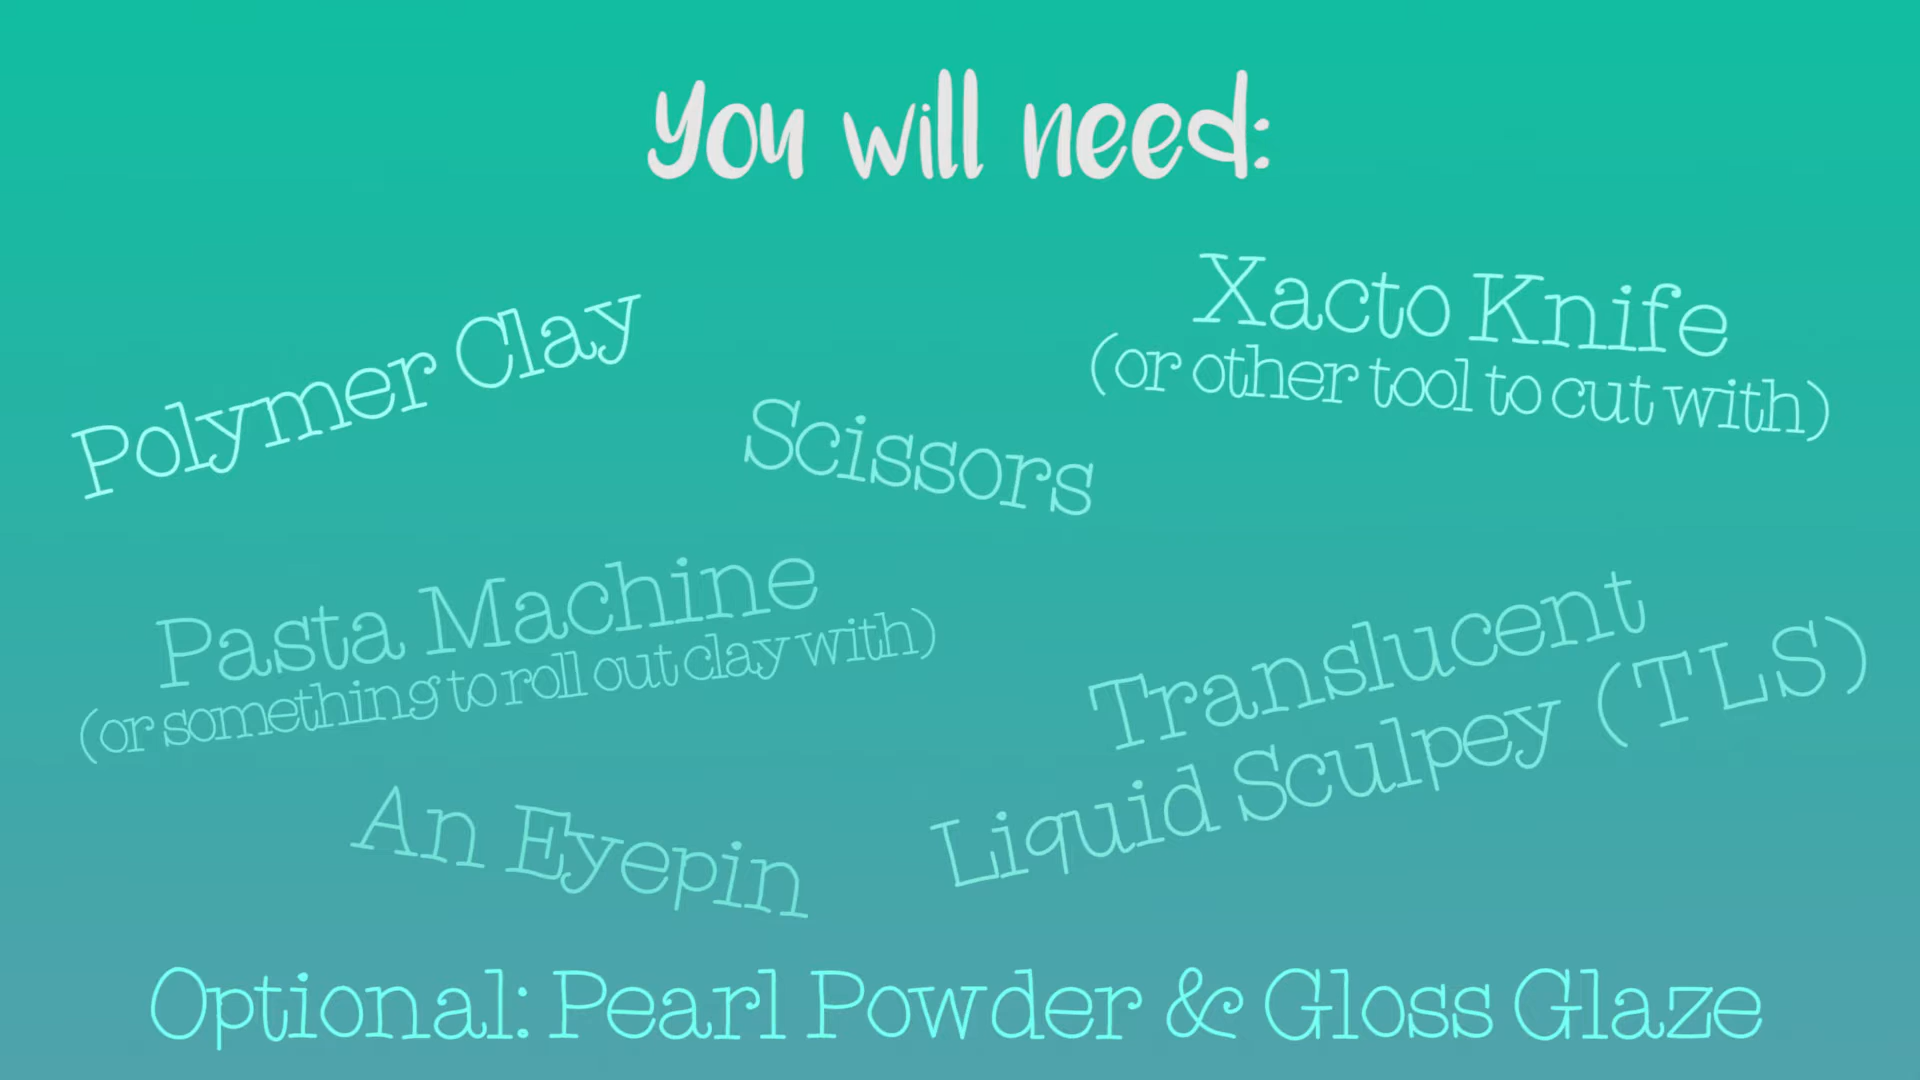 You will need:
Polymer Clay
Scissors
Xacto Knife
(or other tool to cut with)
Pasta Machine
(or something to roll out clay with)
Translucent
Liquid Sculpey (TLS)
An Eyepin
Optional: Pearl Powder & Gloss Glaze